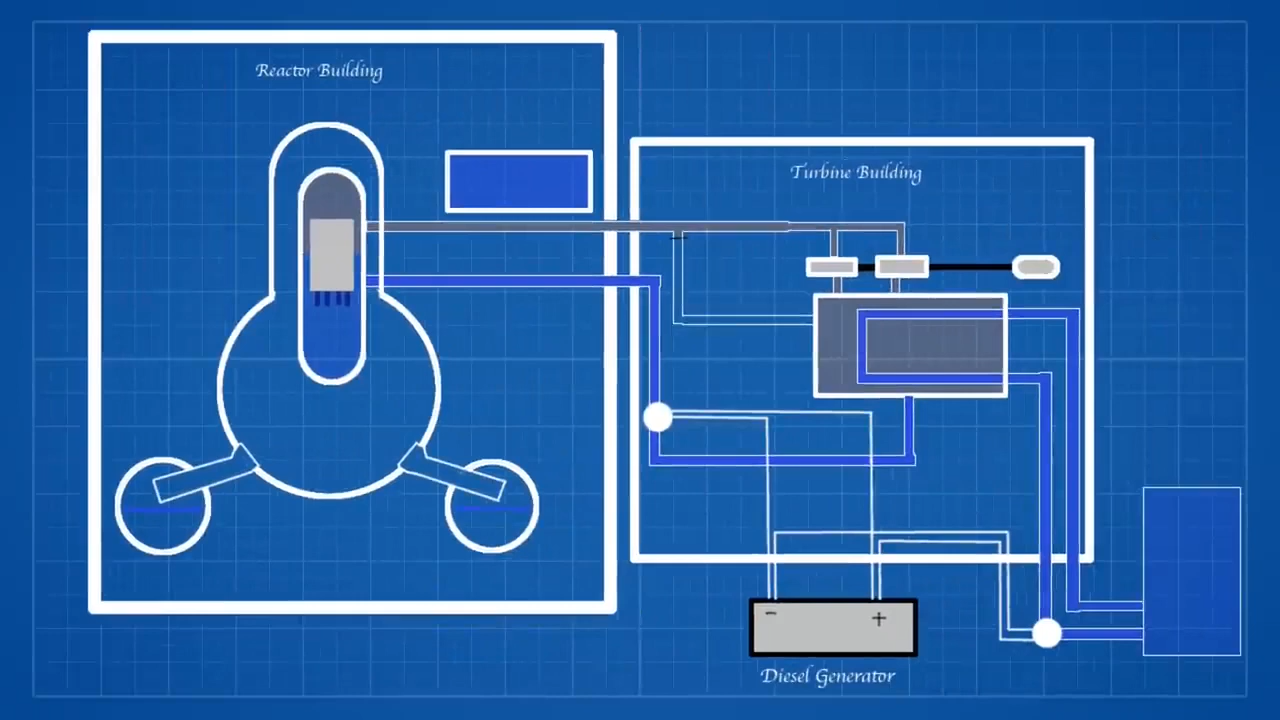 Reactor Building
Turbine Building
- +
Diesel Generator